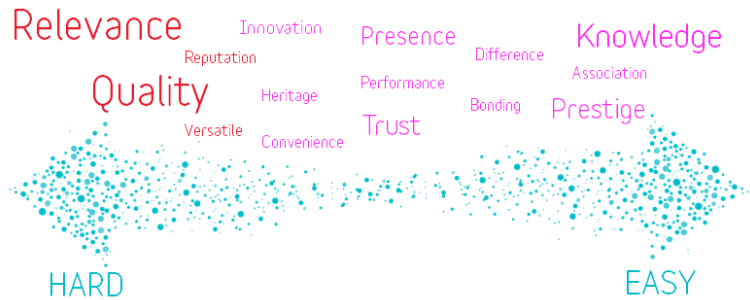 Relevance
Innovation
Presence
Knowledge
Reputation
Difference
Association
Quality
Heritage
Performance
Bonding
Prestige
Versatile
Convenience
Trust
HARD
EASY